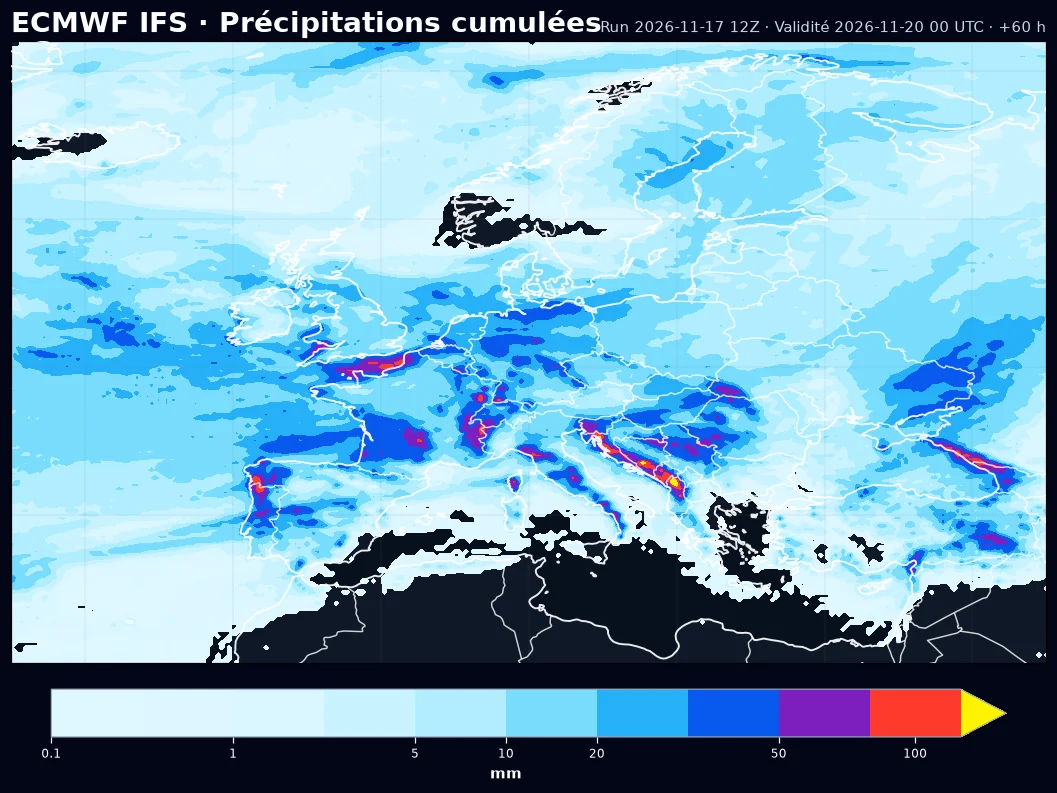 ECMWF IFS · Précipitations cumulées
Run 2026-11-17 12Z · Validité 2026-11-20 00 UTC · +60 h
0.1 1 5 10 20 50 100
mm